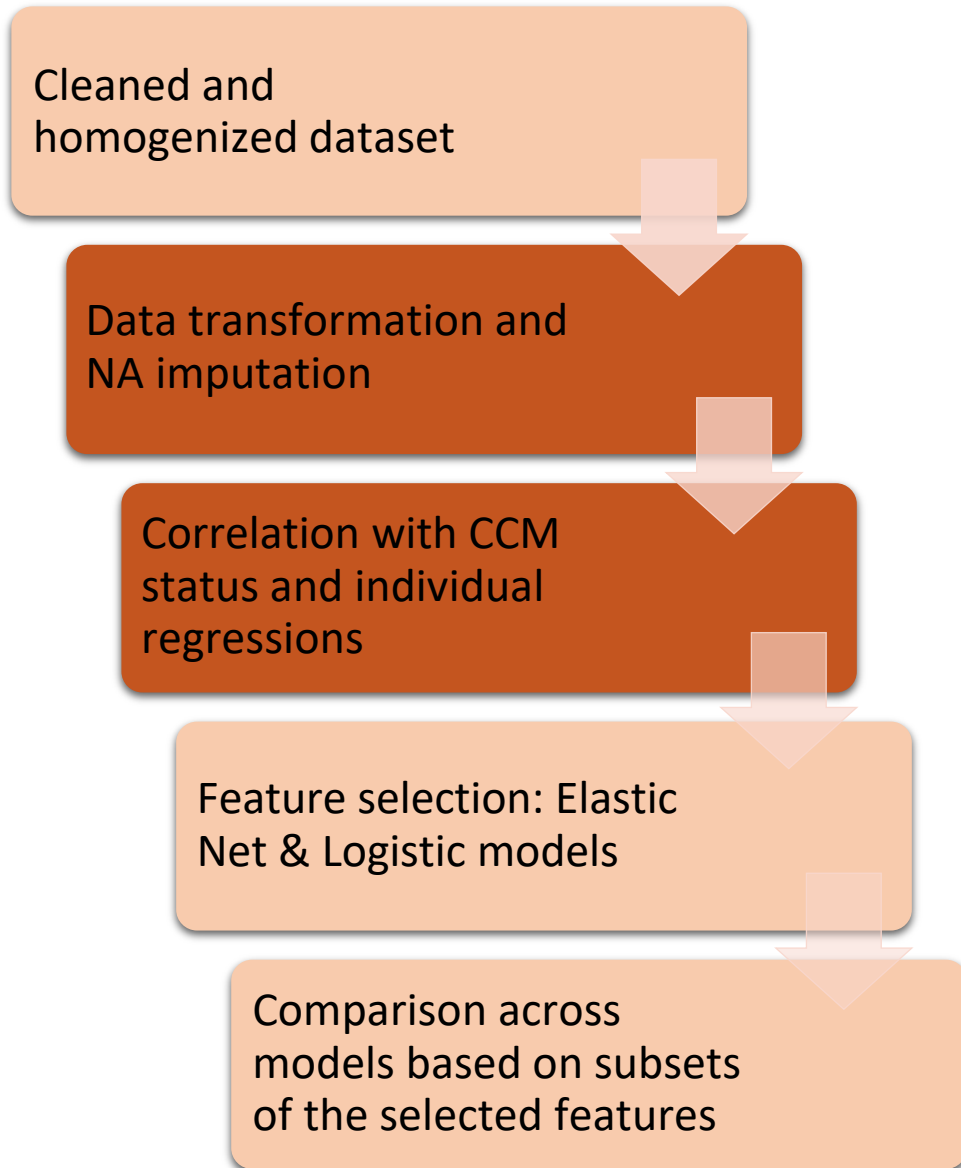 Cleaned and
homogenized dataset
Data transformation and
NA imputation
Correlation with CCM
status and individual
regressions
Feature selection: Elastic
Net & Logistic models
Comparison across
models based on subsets
of the selected features